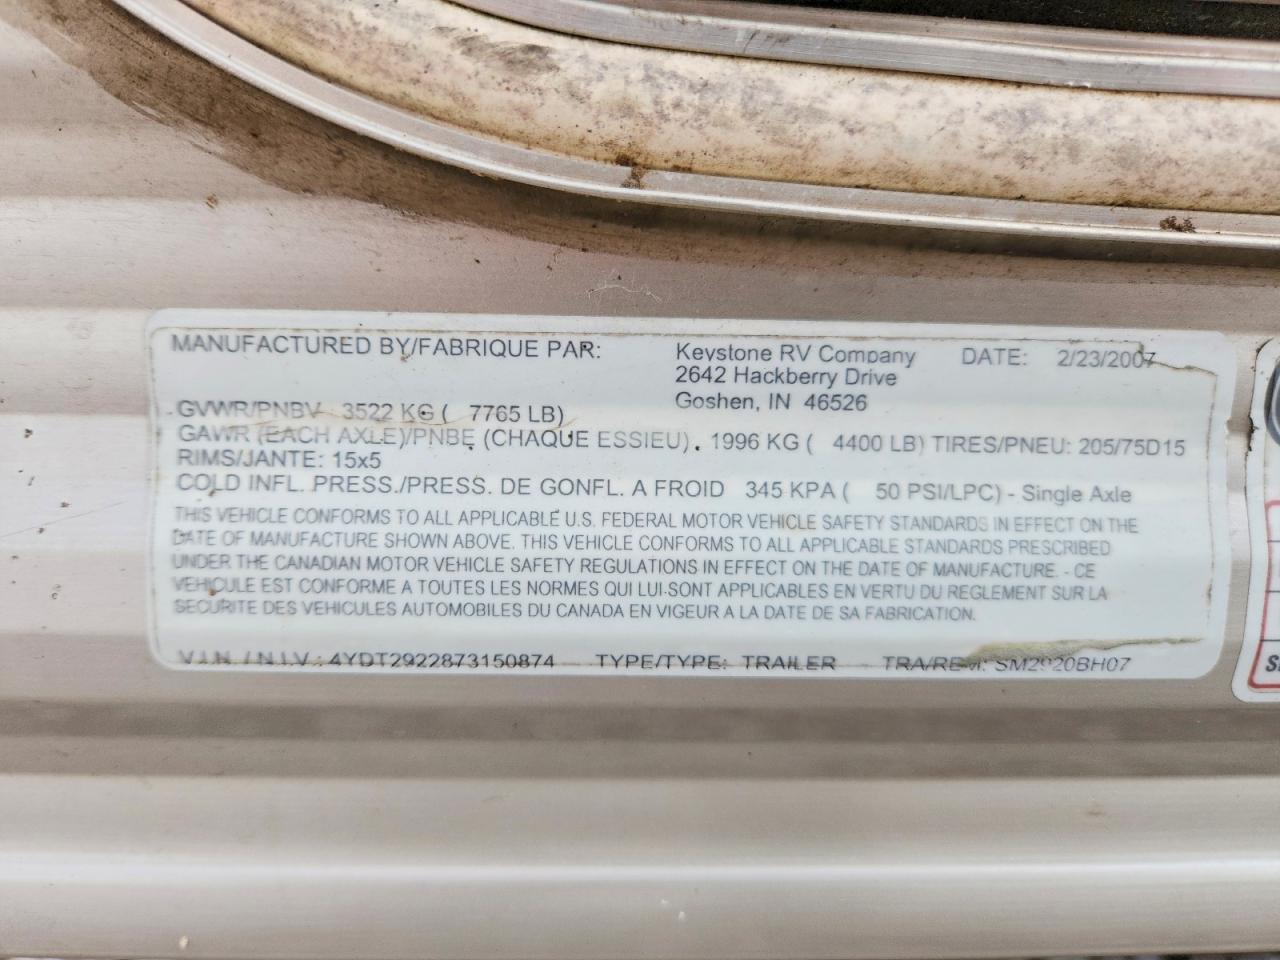 MANUFACTURED BY/FABRIQUE PAR: Keystone RV Company DATE: 2/23/2007
2642 Hackberry Drive
Goshen, IN 46526
GVWR/PNBV 3522 KG ( 7765 LB)
GAWR (EACH AXLE)/PNBE (CHAQUE ESSIEU). 1996 KG ( 4400 LB) TIRES/PNEU: 205/75D15
RIMS/JANTE: 15x5
COLD INFL. PRESS./PRESS. DE GONFL. A FROID 345 KPA ( 50 PSI/LPC) - Single Axle
THIS VEHICLE CONFORMS TO ALL APPLICABLE U.S. FEDERAL MOTOR VEHICLE SAFETY STANDARDS IN EFFECT ON THE
DATE OF MANUFACTURE SHOWN ABOVE. THIS VEHICLE CONFORMS TO ALL APPLICABLE STANDARDS PRESCRIBED
UNDER THE CANADIAN MOTOR VEHICLE SAFETY REGULATIONS IN EFFECT ON THE DATE OF MANUFACTURE. - CE
VEHICULE EST CONFORME A TOUTES LES NORMES QUI LUI SONT APPLICABLES EN VERTU DU REGLEMENT SUR LA
SECURITE DES VEHICULES AUTOMOBILES DU CANADA EN VIGEUR A LA DATE DE SA FABRICATION.
V.I.N. / N.I.V.: 4YDT2922873150874 TYPE/TYPE: TRAILER TRA/REM: SM2920BH07